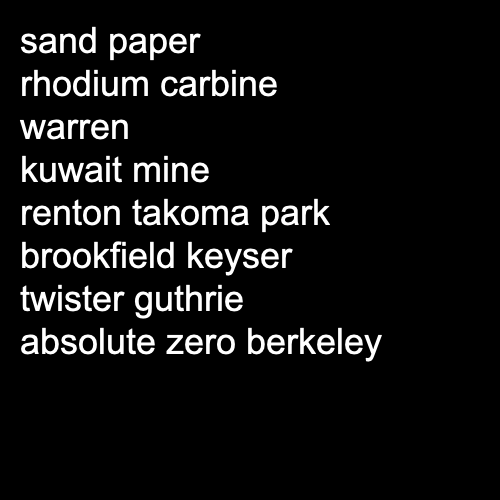 sand paper
rhodium carbine
warren
kuwait mine
renton takoma park
brookfield keyser
twister guthrie
absolute zero berkeley